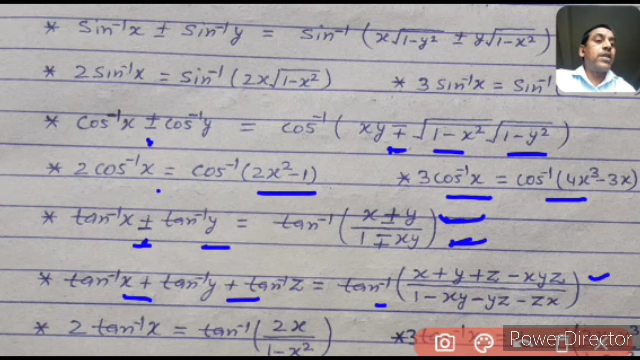 * sin⁻¹x ± sin⁻¹y = sin⁻¹(x√1-y² ± y√1-x²)
* 2sin⁻¹x = sin⁻¹(2x√1-x²) * 3sin⁻¹x = sin⁻¹
* cos⁻¹x ± cos⁻¹y = cos⁻¹(xy ∓ √1-x² √1-y²)
* 2cos⁻¹x = cos⁻¹(2x²-1) * 3cos⁻¹x = cos⁻¹(4x³-3x)
* tan⁻¹x ± tan⁻¹y = tan⁻¹(x±y / 1∓xy)
* tan⁻¹x + tan⁻¹y + tan⁻¹z = tan⁻¹(x+y+z-xyz / 1-xy-yz-zx)
* 2tan⁻¹x = tan⁻¹(2x / 1-x²) *3
PowerDirector